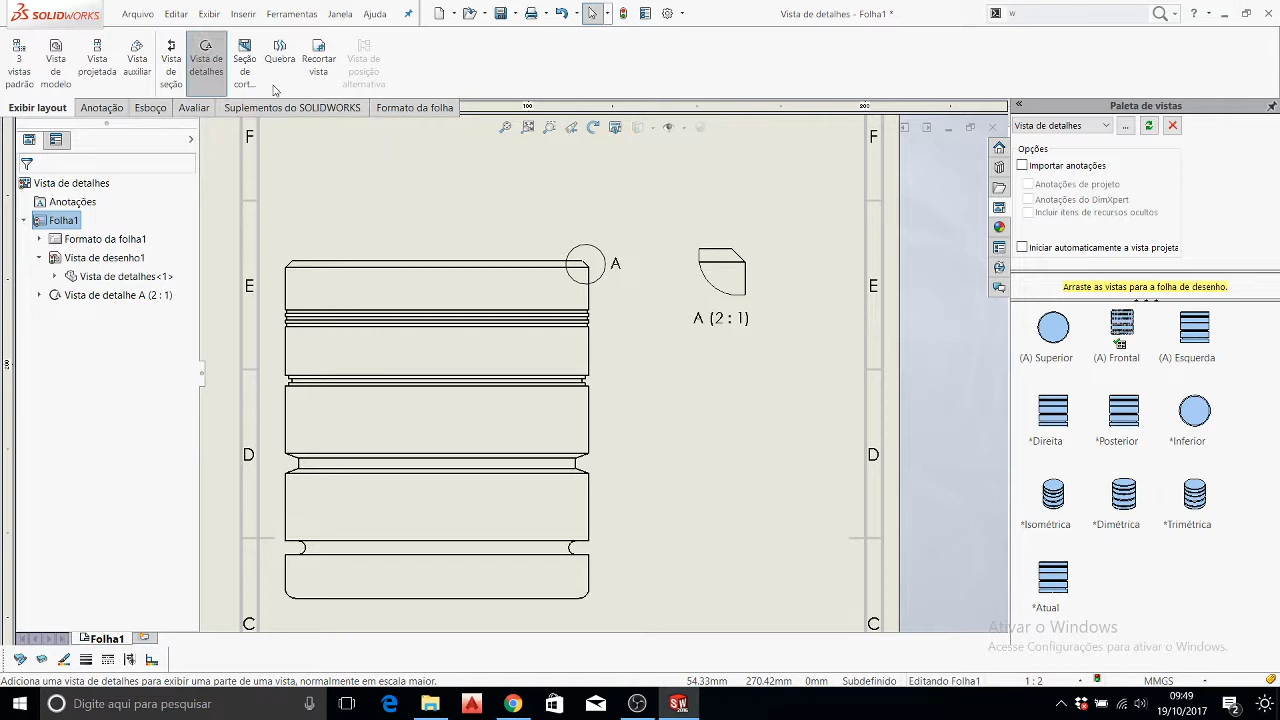 SOLIDWORKS
Arquivo Editar Exibir Inserir Ferramentas Janela Ajuda
Vista de detalhes - Folha1 *
w
3 vistas padrão
Vista de modelo
Vista projetada
Vista auxiliar
Vista de seção
Vista de detalhes
Seção de cort...
Quebra
Recortar vista
Vista de posição alternativa
Exibir layout Anotação Esboço Avaliar Suplementos do SOLIDWORKS Formato da folha
100 200
Paleta de vistas
Vista de detalhes
...
Opções
Importar anotações
Anotações de projeto
Anotações do DimXpert
Incluir itens de recursos ocultos
Iniciar automaticamente a vista projeta
Arraste as vistas para a folha de desenho.
(A) Superior (A) Frontal (A) Esquerda
*Direita *Posterior *Inferior
*Isométrica *Dimétrica *Trimétrica
*Atual
Vista de detalhes
Anotações
Folha1
Formato da folha1
Vista de desenho1
Vista de detalhes<1>
Vista de detalhe A (2 : 1)
200
F F
E E
D D
C C
A
A (2 : 1)
Ativar o Windows
Acesse Configurações para ativar o Windows.
Folha1
Adiciona uma vista de detalhes para exibir uma parte de uma vista, normalmente em escala maior.
54.33mm 270.42mm 0mm Subdefinido Editando Folha1 1 : 2 MMGS
Digite aqui para pesquisar
SW
2016
09:49
19/10/2017
2